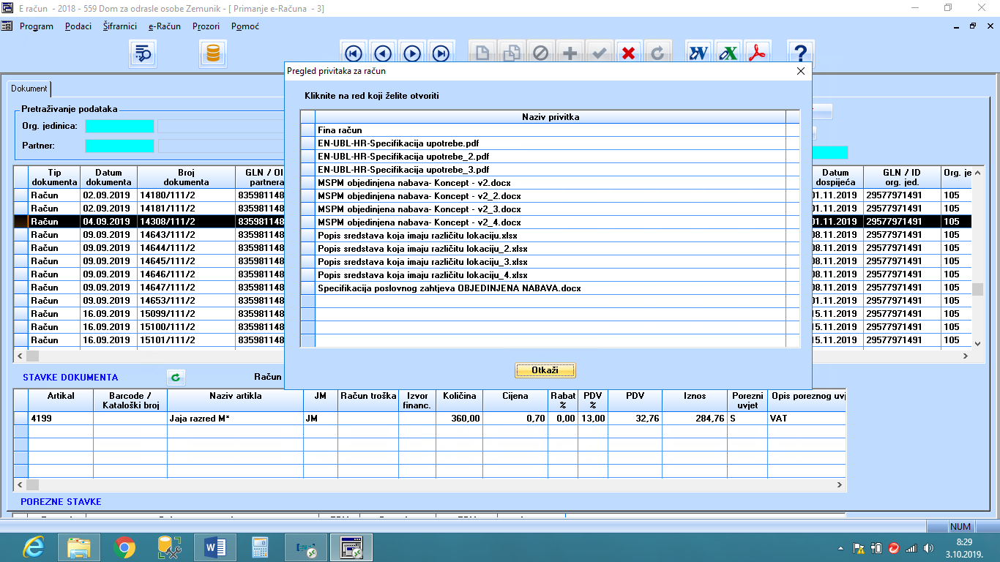 E račun - 2018 - 559 Dom za odrasle osobe Zemunik - [ Primanje e-Računa - 3]
Program Podaci Šifrarnici e-Račun Prozori Pomoć
Pregled privitaka za račun
Kliknite na red koji želite otvoriti
Naziv privitka
Fina račun
EN-UBL-HR-Specifikacija upotrebe.pdf
EN-UBL-HR-Specifikacija upotrebe_2.pdf
EN-UBL-HR-Specifikacija upotrebe_3.pdf
MSPM objedinjena nabava- Koncept - v2.docx
MSPM objedinjena nabava- Koncept - v2_2.docx
MSPM objedinjena nabava- Koncept - v2_3.docx
MSPM objedinjena nabava- Koncept - v2_4.docx
Popis sredstava koja imaju različitu lokaciju.xlsx
Popis sredstava koja imaju različitu lokaciju_2.xlsx
Popis sredstava koja imaju različitu lokaciju_3.xlsx
Popis sredstava koja imaju različitu lokaciju_4.xlsx
Specifikacija poslovnog zahtjeva OBJEDINJENA NABAVA.docx
Otkaži
Dokument
Pretraživanje podataka
Org. jedinica:
Partner:
Tip dokumenta Datum dokumenta Broj dokumenta GLN / OI partnera Datum dospijeća GLN / ID org. jed. Org. je
Račun 02.09.2019 14180/111/2 835981148 01.11.2019 29577971491 105
Račun 02.09.2019 14181/111/2 835981148 01.11.2019 29577971491 105
Račun 04.09.2019 14308/111/2 835981148 01.11.2019 29577971491 105
Račun 09.09.2019 14643/111/2 835981148 08.11.2019 29577971491 105
Račun 09.09.2019 14644/111/2 835981148 08.11.2019 29577971491 105
Račun 09.09.2019 14645/111/2 835981148 08.11.2019 29577971491 105
Račun 09.09.2019 14646/111/2 835981148 08.11.2019 29577971491 105
Račun 09.09.2019 14647/111/2 835981148 08.11.2019 29577971491 105
Račun 09.09.2019 14653/111/2 835981148 08.11.2019 29577971491 105
Račun 16.09.2019 15099/111/2 835981148 15.11.2019 29577971491 105
Račun 16.09.2019 15100/111/2 835981148 15.11.2019 29577971491 105
Račun 16.09.2019 15101/111/2 835981148 15.11.2019 29577971491 105
STAVKE DOKUMENTA Račun
Artikal Barcode / Kataloški broj Naziv artikla JM Račun troška Izvor financ. Količina Cijena Rabat % PDV % PDV Iznos Porezni uvjet Opis poreznog uvj
4199 Jaja razred M* JM 360,00 0,70 0,00 13,00 32,76 284,76 S VAT
POREZNE STAVKE
NUM
8:29
3.10.2019.